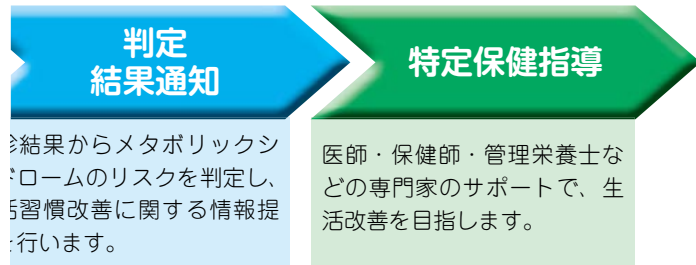 判定
結果通知
結果からメタボリックシ
ドロームのリスクを判定し、
習慣改善に関する情報提
行います。
特定保健指導
医師・保健師・管理栄養士な
どの専門家のサポートで、生
活改善を目指します。